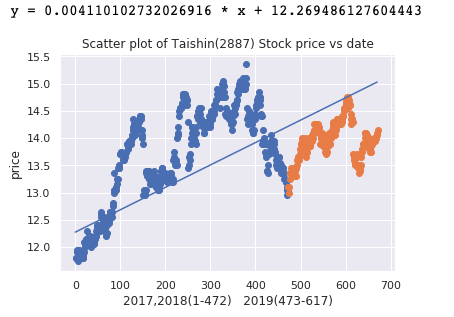 y = 0.004110102732026916 * x + 12.269486127604443
Scatter plot of Taishin(2887) Stock price vs date
15.5
15.0
14.5
14.0
13.5
13.0
12.5
12.0
price
0 100 200 300 400 500 600 700
2017,2018(1-472) 2019(473-617)